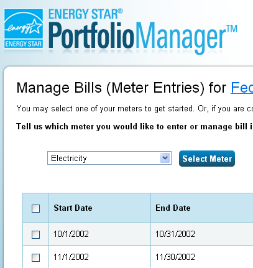 ENERGY STAR®
PortfolioManager™
energy
ENERGY STAR
Manage Bills (Meter Entries) for Fec
You may select one of your meters to get started. Or, if you are co
Tell us which meter you would like to enter or manage bill i
Electricity
Select Meter
Start Date End Date
10/1/2002 10/31/2002
11/1/2002 11/30/2002